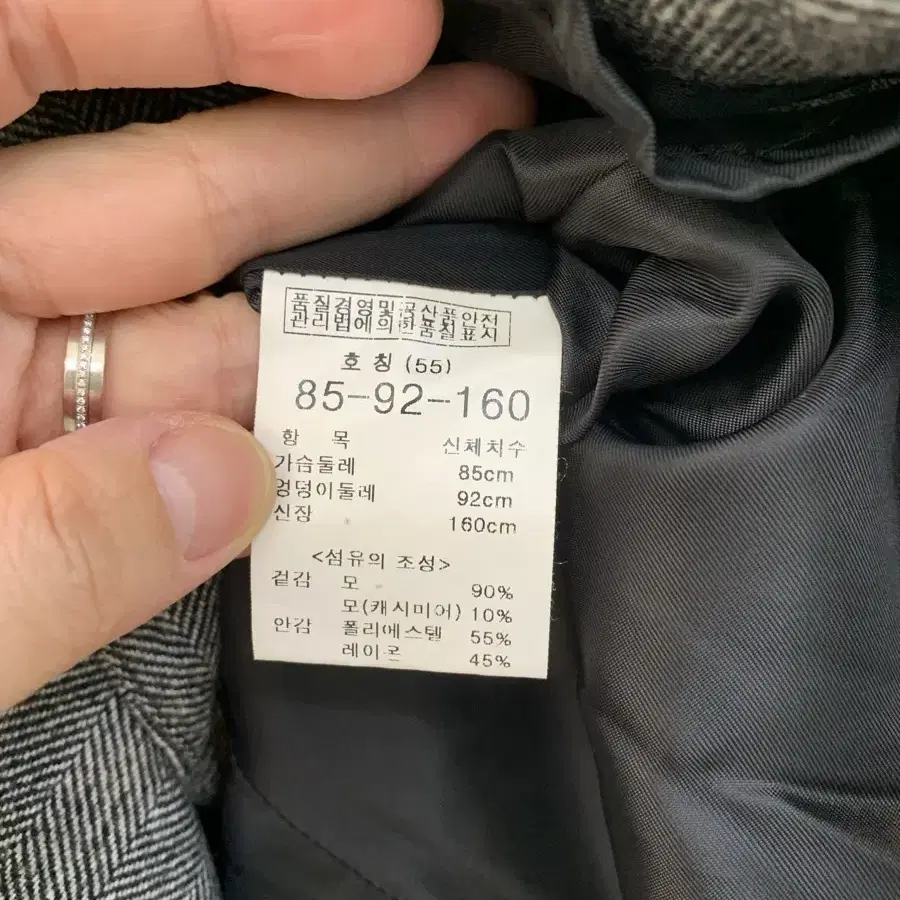 품질경영및공산품안전
관리법에의한품질표시
호 칭 (55)
85-92-160
항 목 신체치수
가슴둘레 85cm
엉덩이둘레 92cm
신장 160cm
<섬유의 조성>
겉감 모 90%
모(캐시미어) 10%
안감 폴리에스텔 55%
레이온 45%